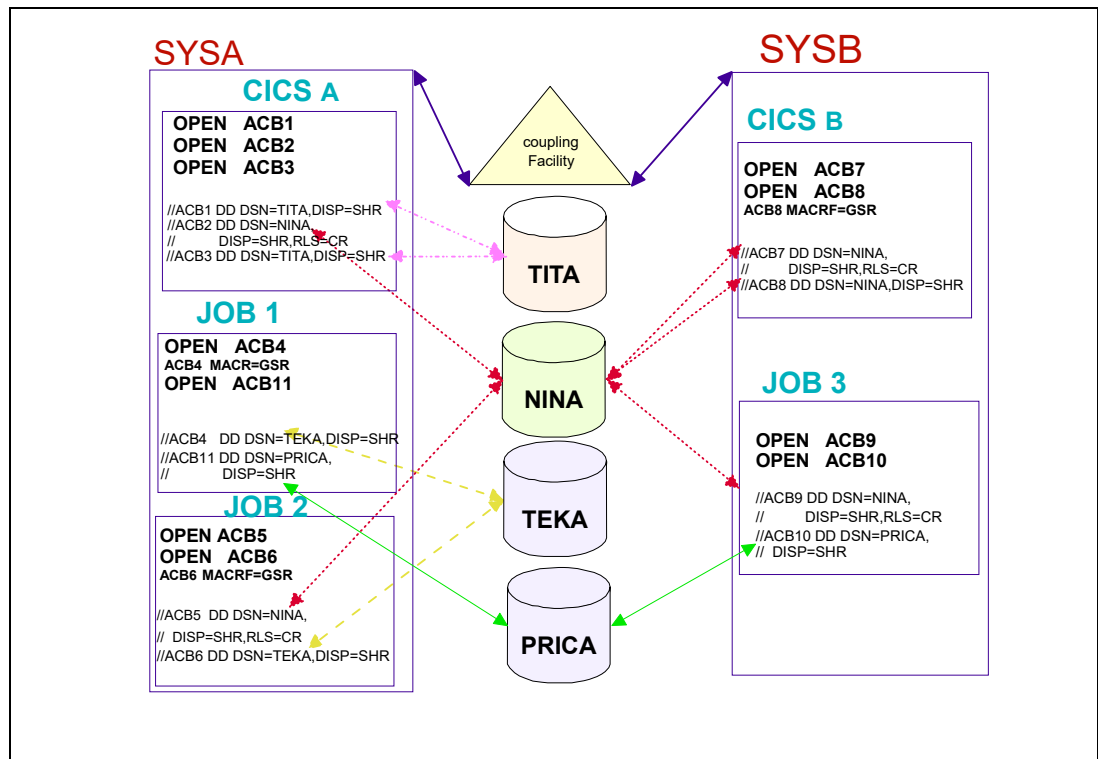 SYSA
CICS A
OPEN ACB1
OPEN ACB2
OPEN ACB3
//ACB1 DD DSN=TITA,DISP=SHR
//ACB2 DD DSN=NINA,
// DISP=SHR,RLS=CR
//ACB3 DD DSN=TITA,DISP=SHR
JOB 1
OPEN ACB4
ACB4 MACR=GSR
OPEN ACB11
//ACB4 DD DSN=TEKA,DISP=SHR
//ACB11 DD DSN=PRICA,
// DISP=SHR
JOB 2
OPEN ACB5
OPEN ACB6
ACB6 MACRF=GSR
//ACB5 DD DSN=NINA,
// DISP=SHR,RLS=CR
//ACB6 DD DSN=TEKA,DISP=SHR
coupling
Facility
TITA
NINA
TEKA
PRICA
SYSB
CICS B
OPEN ACB7
OPEN ACB8
ACB8 MACRF=GSR
//ACB7 DD DSN=NINA,
// DISP=SHR,RLS=CR
//ACB8 DD DSN=NINA,DISP=SHR
JOB 3
OPEN ACB9
OPEN ACB10
//ACB9 DD DSN=NINA,
// DISP=SHR,RLS=CR
//ACB10 DD DSN=PRICA,
// DISP=SHR